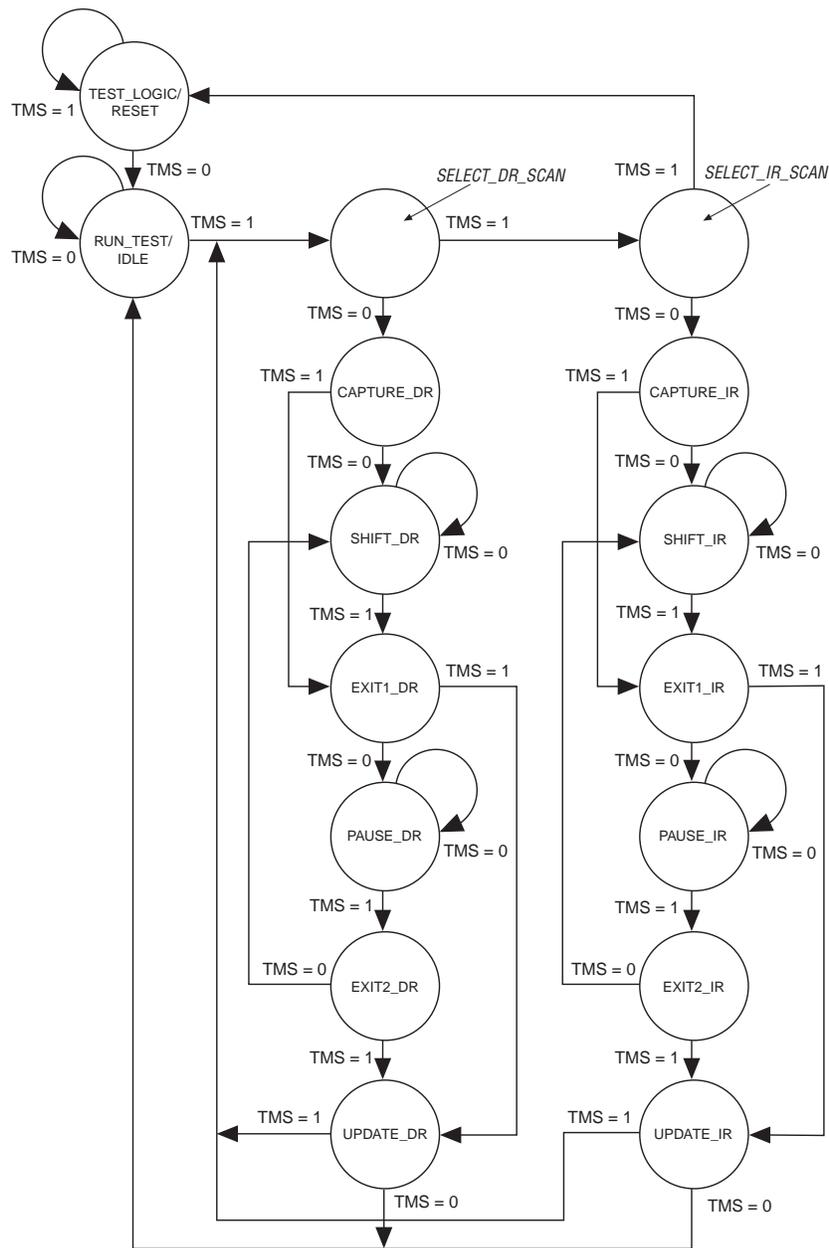 TEST_LOGIC/
RESET
TMS = 1
TMS = 0
SELECT_DR_SCAN
TMS = 1
SELECT_IR_SCAN
TMS = 1
TMS = 1
RUN_TEST/
IDLE
TMS = 0
TMS = 0
TMS = 0
TMS = 1
CAPTURE_DR
TMS = 1
CAPTURE_IR
TMS = 0
TMS = 0
SHIFT_DR
TMS = 0
SHIFT_IR
TMS = 0
TMS = 1
TMS = 1
EXIT1_DR
TMS = 1
EXIT1_IR
TMS = 1
TMS = 0
TMS = 0
PAUSE_DR
TMS = 0
PAUSE_IR
TMS = 0
TMS = 1
TMS = 1
TMS = 0
EXIT2_DR
TMS = 0
EXIT2_IR
TMS = 1
TMS = 1
TMS = 1
UPDATE_DR
TMS = 1
UPDATE_IR
TMS = 0
TMS = 0